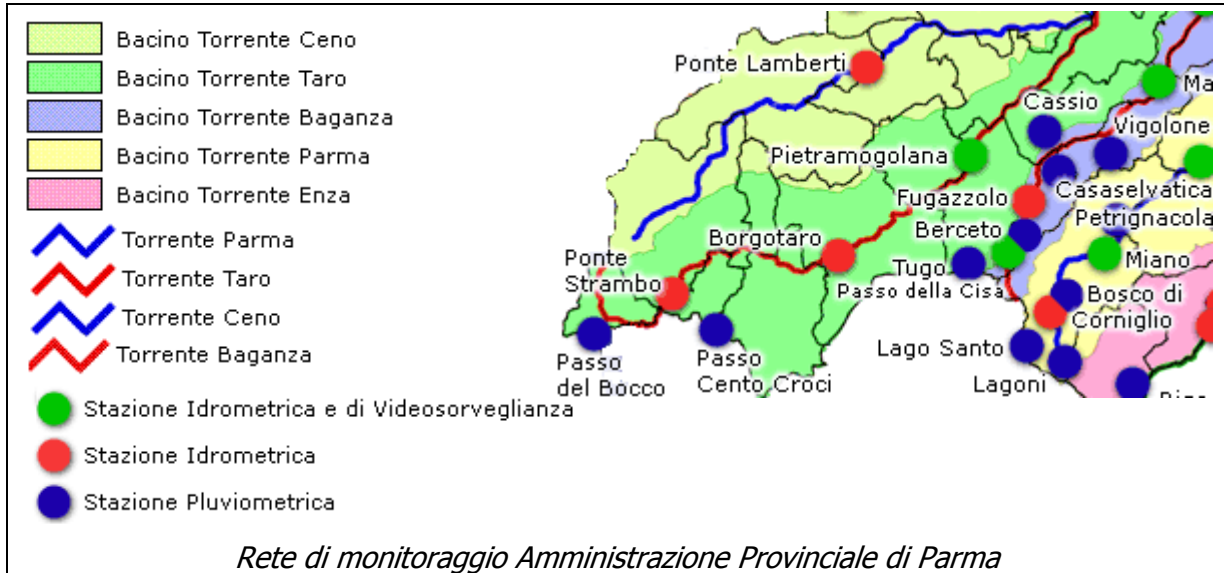 Bacino Torrente Ceno
Bacino Torrente Taro
Bacino Torrente Baganza
Bacino Torrente Parma
Bacino Torrente Enza
Torrente Parma
Torrente Taro
Torrente Ceno
Torrente Baganza
Stazione Idrometrica e di Videosorveglianza
Stazione Idrometrica
Stazione Pluviometrica
Ponte Lamberti
Cassio
Ma
Vigolone
Pietramogolana
Casaselvatica
Fugazzolo
Petrignacola
Berceto
Borgotaro
Ponte
Strambo
Tugo
Passo della Cisa
Miano
Bosco di
Corniglio
Lago Santo
Lagoni
Passo
del Bocco
Passo
Cento Croci
Rete di monitoraggio Amministrazione Provinciale di Parma